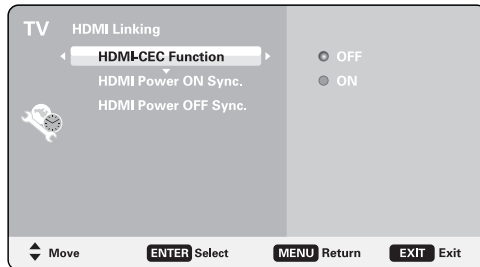 TV HDMI Linking
HDMI-CEC Function OFF
HDMI Power ON Sync. ON
HDMI Power OFF Sync.
Move ENTER Select MENU Return EXIT Exit